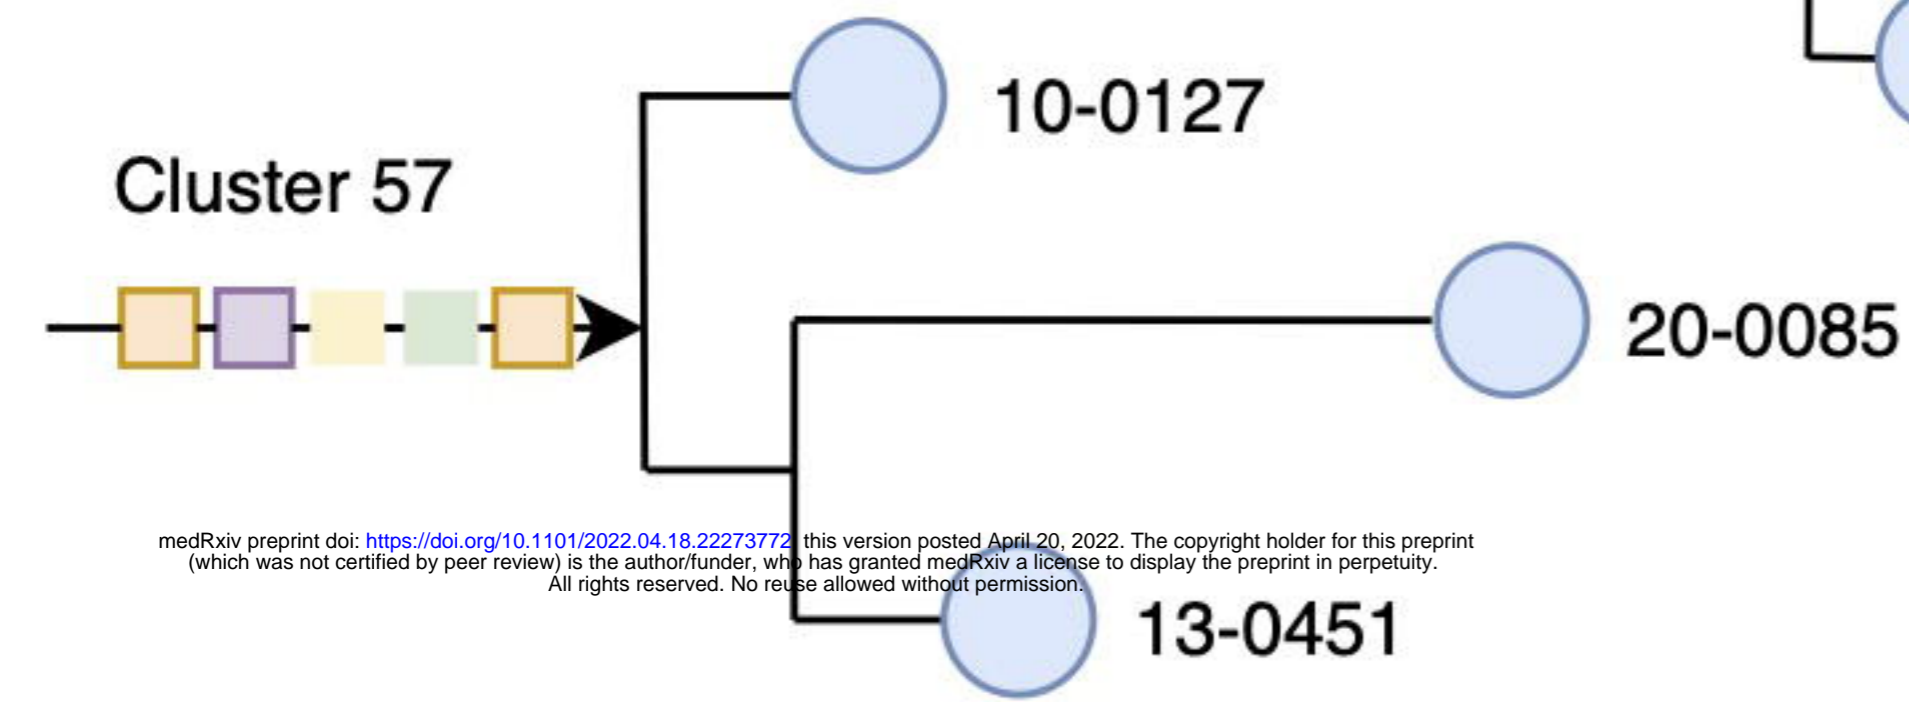 10-0127
Cluster 57
20-0085
medRxiv preprint doi: https://doi.org/10.1101/2022.04.18.22273772; this version posted April 20, 2022. The copyright holder for this preprint
(which was not certified by peer review) is the author/funder, who has granted medRxiv a license to display the preprint in perpetuity.
All rights reserved. No reuse allowed without permission.
13-0451